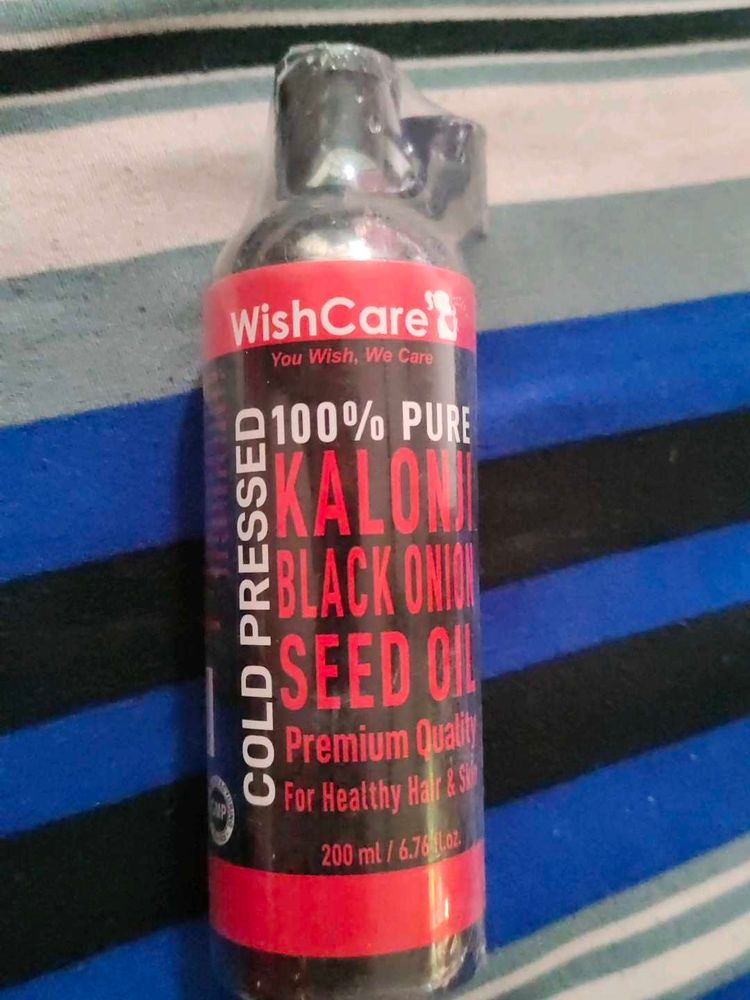 WishCare
You Wish, We Care
COLD PRESSED
100% PURE
KALONJI
BLACK ONION
SEED OIL
Premium Quality
For Healthy Hair & Skin
200 ml / 6.76 fl.oz.
GMP